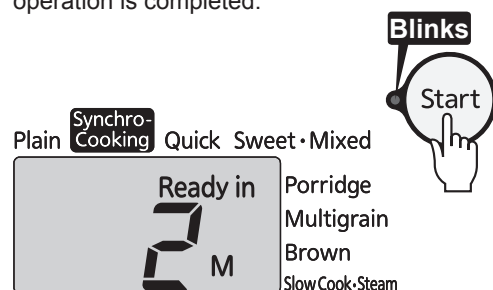 operation is completed.
Blinks
Start
Synchro-
Plain Cooking Quick Sweet・Mixed
Ready in
2 M
Porridge
Multigrain
Brown
Slow Cook・Steam